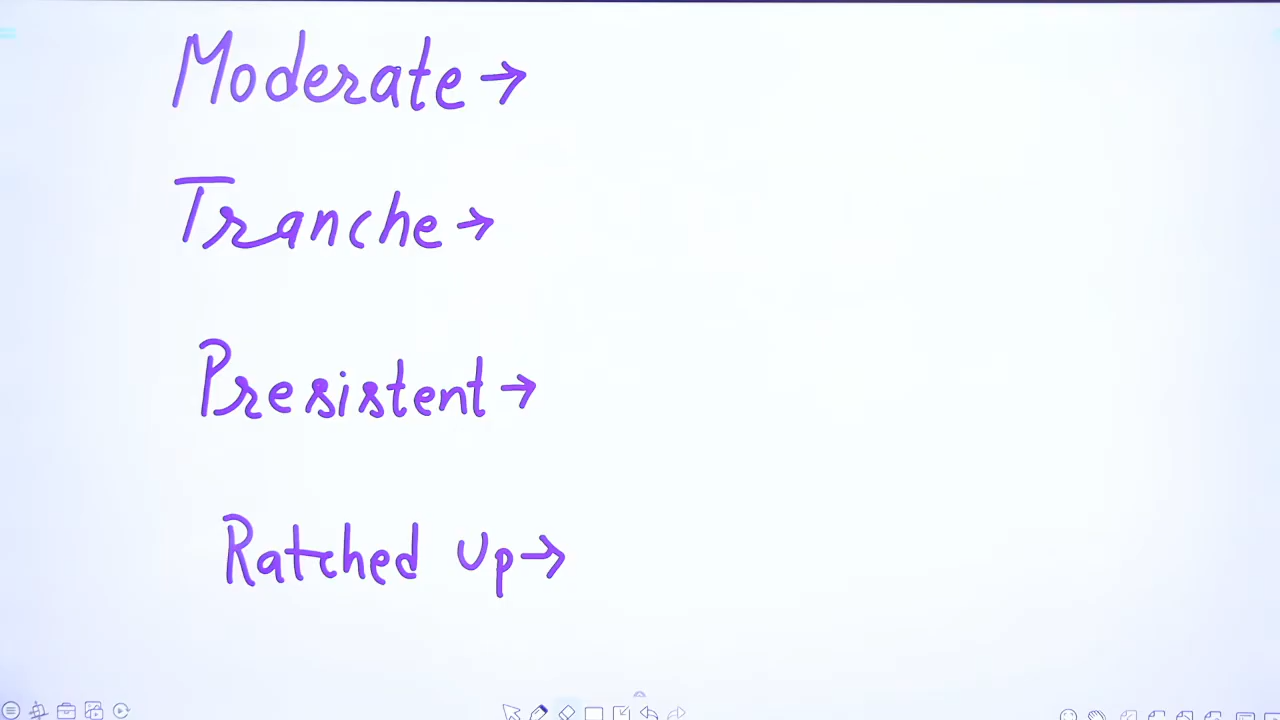 Moderate →
Tranche →
Presistent →
Ratched up →